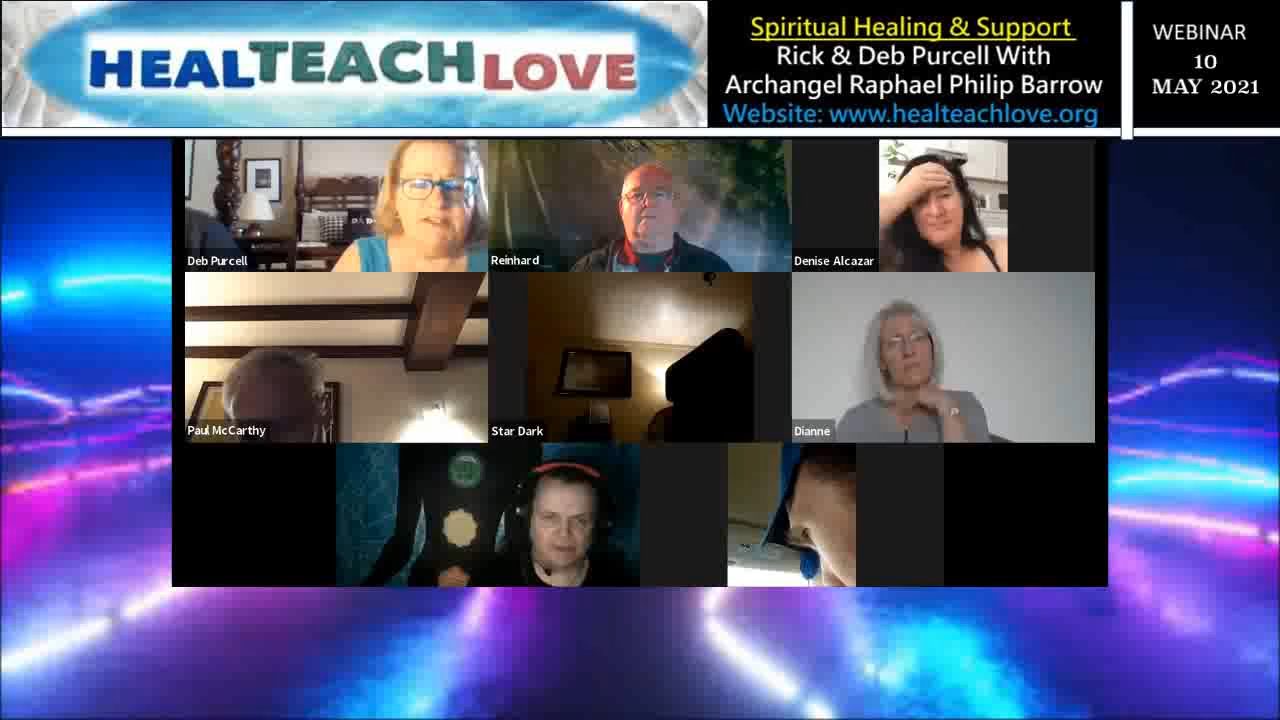 HEALTEACHLOVE
Spiritual Healing & Support
Rick & Deb Purcell With
Archangel Raphael Philip Barrow
Website: www.healteachlove.org
WEBINAR
10
MAY 2021
Deb Purcell
Reinhard
Denise Alcazar
Paul McCarthy
Star Dark
Dianne